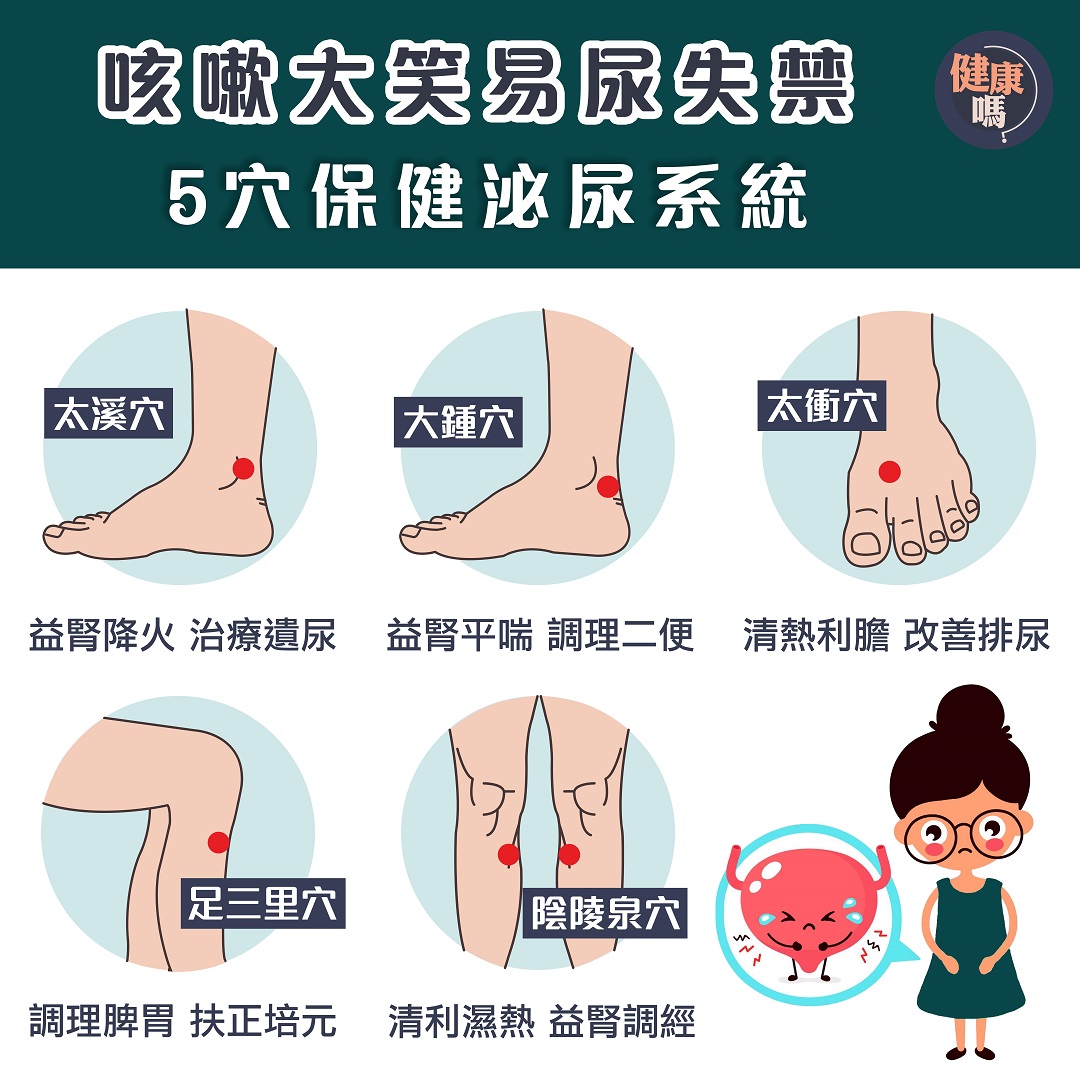 咳嗽大笑易尿失禁
健康
嗎
5穴保健泌尿系統
太溪穴
大鍾穴
太衝穴
益腎降火 治療遺尿
益腎平喘 調理二便
清熱利膽 改善排尿
足三里穴
陰陵泉穴
調理脾胃 扶正培元
清利濕熱 益腎調經